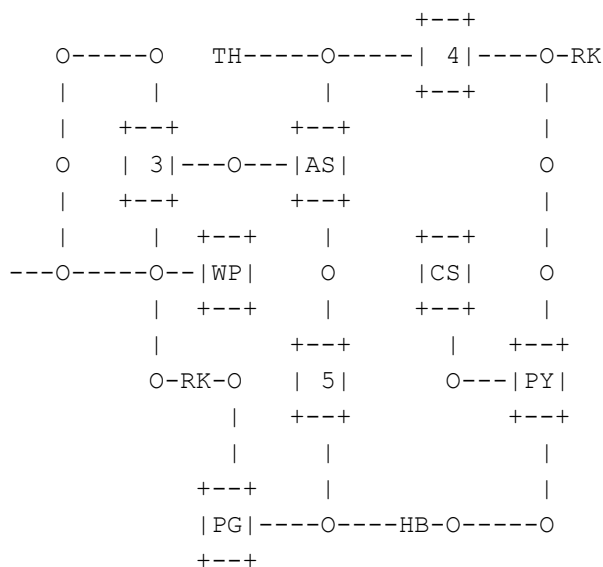 +--+
   O-----O   TH-----O-----| 4|----O-RK
   |     |          |     +--+    |
   |   +--+       +--+            |
   O   | 3|---O---|AS|            O
   |   +--+       +--+            |
   |     |  +--+    |     +--+    |
---O-----O--|WP|    O     |CS|    O
         |  +--+    |     +--+    |
         |        +--+      |   +--+
         O-RK-O   | 5|      O---|PY|
              |   +--+          +--+
              |     |             |
            +--+    |             |
            |PG|----O----HB-O-----O
            +--+